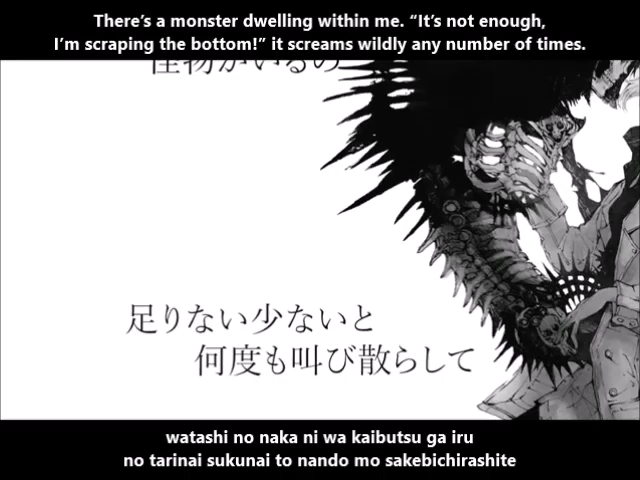 There's a monster dwelling within me. “It's not enough,
I'm scraping the bottom!” it screams wildly any number of times.
怪物がいるの
足りない少ないと
何度も叫び散らして
watashi no naka ni wa kaibutsu ga iru
no tarinai sukunai to nando mo sakebichirashite